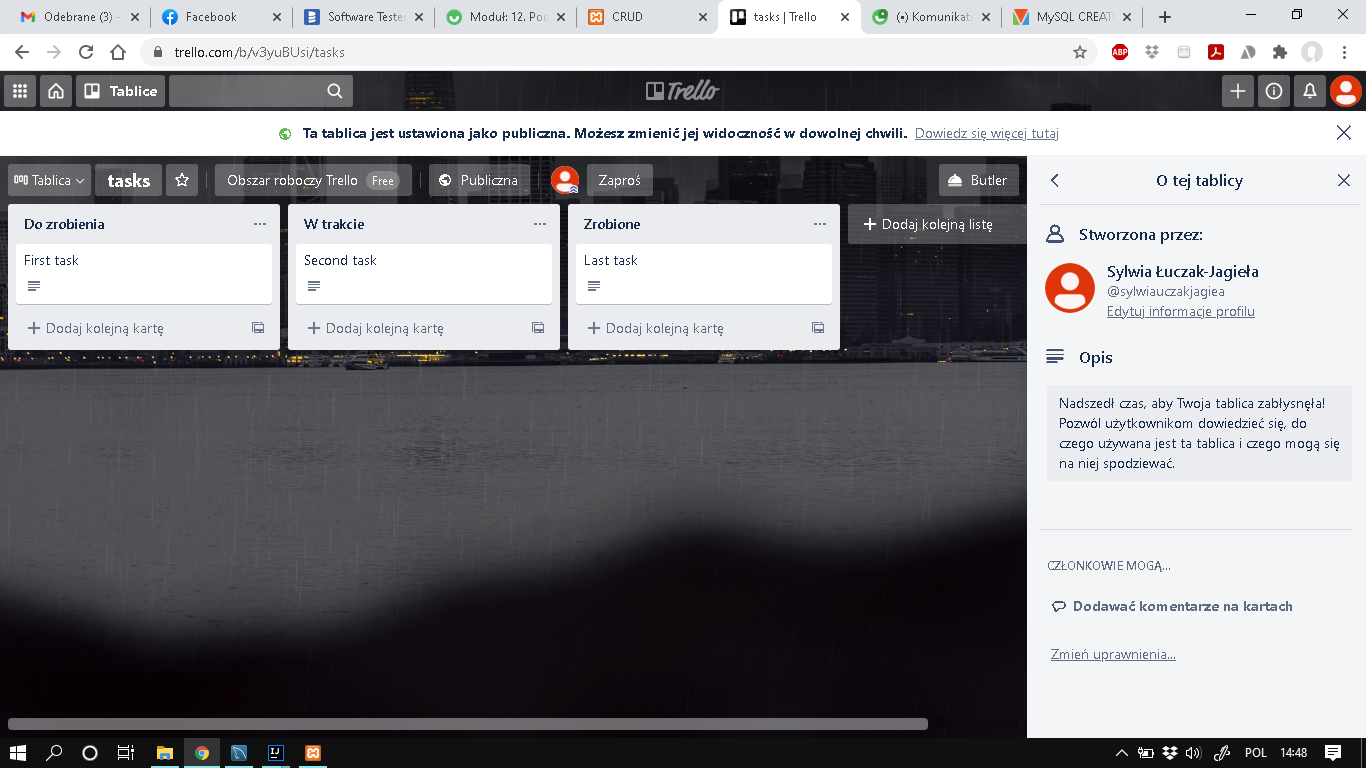 Odebrane (3) -
Facebook
Software Teste
Moduł: 12. Poc
CRUD
tasks | Trello
(•) Komunikat
MySQL CREAT
trello.com/b/v3yuBUsi/tasks
ABP
Tablice
Trello
Ta tablica jest ustawiona jako publiczna. Możesz zmienić jej widoczność w dowolnej chwili. Dowiedz się więcej tutaj
Tablica
tasks
Obszar roboczy Trello Free
Publiczna
Zaproś
Butler
O tej tablicy
Do zrobienia
First task
Dodaj kolejną kartę
W trakcie
Second task
Dodaj kolejną kartę
Zrobione
Last task
Dodaj kolejną kartę
Dodaj kolejną listę
Stworzona przez:
Sylwia Łuczak-Jagieła
@sylwiauczakjagiea
Edytuj informacje profilu
Opis
Nadszedł czas, aby Twoja tablica zabłysnęła!
Pozwól użytkownikom dowiedzieć się, do
czego używana jest ta tablica i czego mogą się
na niej spodziewać.
CZŁONKOWIE MOGĄ...
Dodawać komentarze na kartach
Zmień uprawnienia...
IJ
POL
14:48